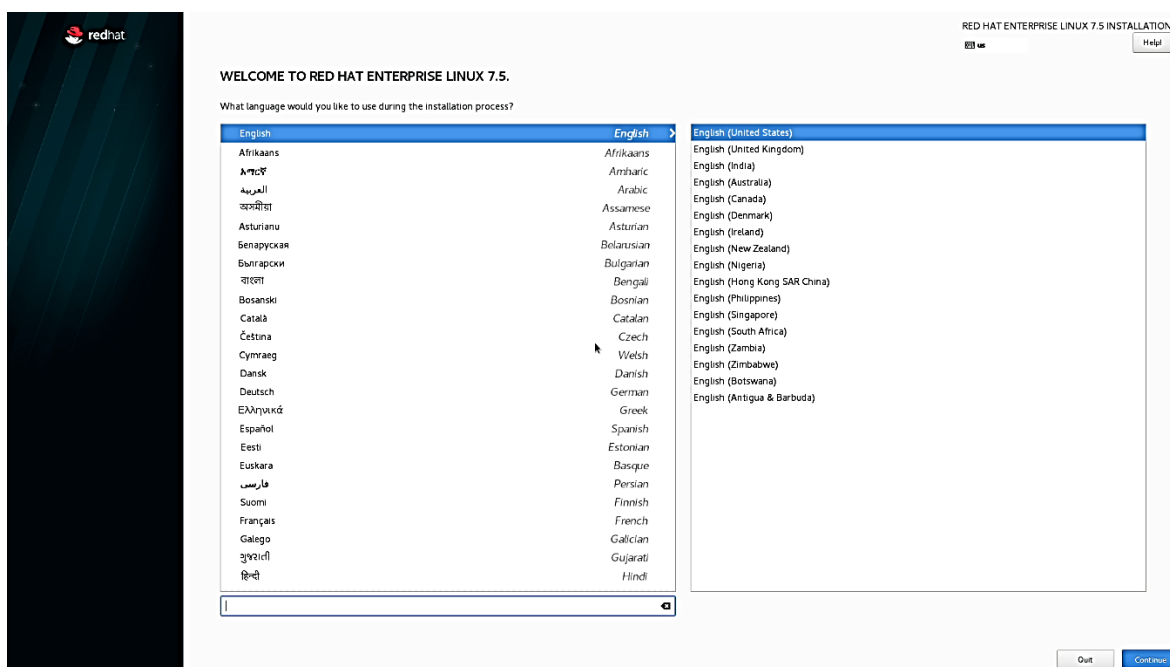 redhat
RED HAT ENTERPRISE LINUX 7.5 INSTALLATION
us
Help!
WELCOME TO RED HAT ENTERPRISE LINUX 7.5.
What language would you like to use during the installation process?
English English
Afrikaans Afrikaans
አማርኛ Amharic
العربية Arabic
অসমীয়া Assamese
Asturianu Asturian
Беларуская Belarusian
Български Bulgarian
বাংলা Bengali
Bosanski Bosnian
Català Catalan
Čeština Czech
Cymraeg Welsh
Dansk Danish
Deutsch German
Ελληνικά Greek
Español Spanish
Eesti Estonian
Euskara Basque
فارسی Persian
Suomi Finnish
Français French
Galego Galician
ગુજરાતી Gujarati
हिन्दी Hindi
English (United States)
English (United Kingdom)
English (India)
English (Australia)
English (Canada)
English (Denmark)
English (Ireland)
English (New Zealand)
English (Nigeria)
English (Hong Kong SAR China)
English (Philippines)
English (Singapore)
English (South Africa)
English (Zambia)
English (Zimbabwe)
English (Botswana)
English (Antigua & Barbuda)
Quit
Continue